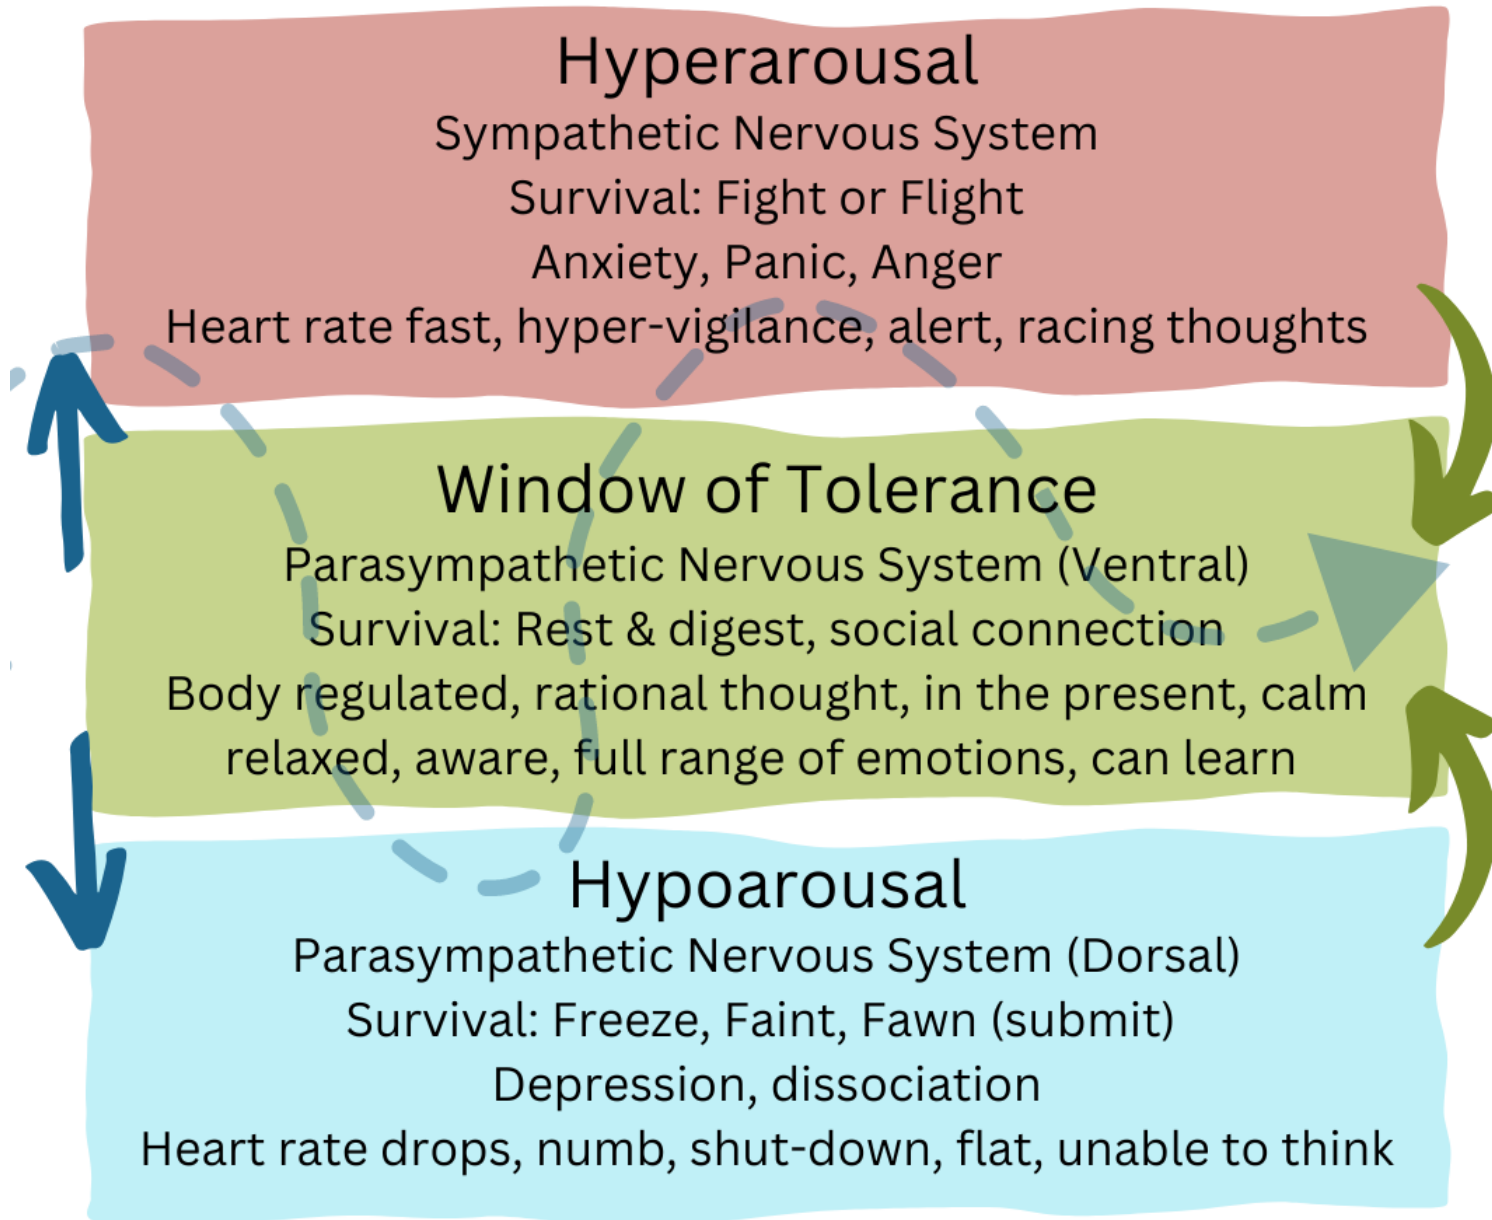 Hyperarousal
Sympathetic Nervous System
Survival: Fight or Flight
Anxiety, Panic, Anger
Heart rate fast, hyper-vigilance, alert, racing thoughts
Window of Tolerance
Parasympathetic Nervous System (Ventral)
Survival: Rest & digest, social connection
Body regulated, rational thought, in the present, calm
relaxed, aware, full range of emotions, can learn
Hypoarousal
Parasympathetic Nervous System (Dorsal)
Survival: Freeze, Faint, Fawn (submit)
Depression, dissociation
Heart rate drops, numb, shut-down, flat, unable to think